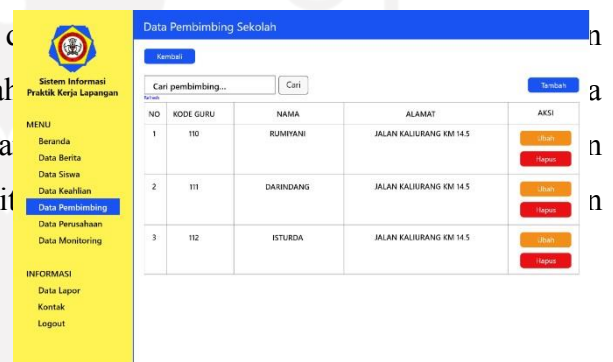 Data Pembimbing Sekolah
Kembali
Cari pembimbing...
Cari
Tambah
Refresh
NO KODE GURU NAMA ALAMAT AKSI
1 110 RUMIYANI JALAN KALIURANG KM 14.5 Ubah
Hapus
2 111 DARINDANG JALAN KALIURANG KM 14.5 Ubah
Hapus
3 112 ISTURDA JALAN KALIURANG KM 14.5 Ubah
Hapus
Sistem Informasi
Praktik Kerja Lapangan
MENU
Beranda
Data Berita
Data Siswa
Data Keahlian
Data Pembimbing
Data Perusahaan
Data Monitoring
INFORMASI
Data Lapor
Kontak
Logout